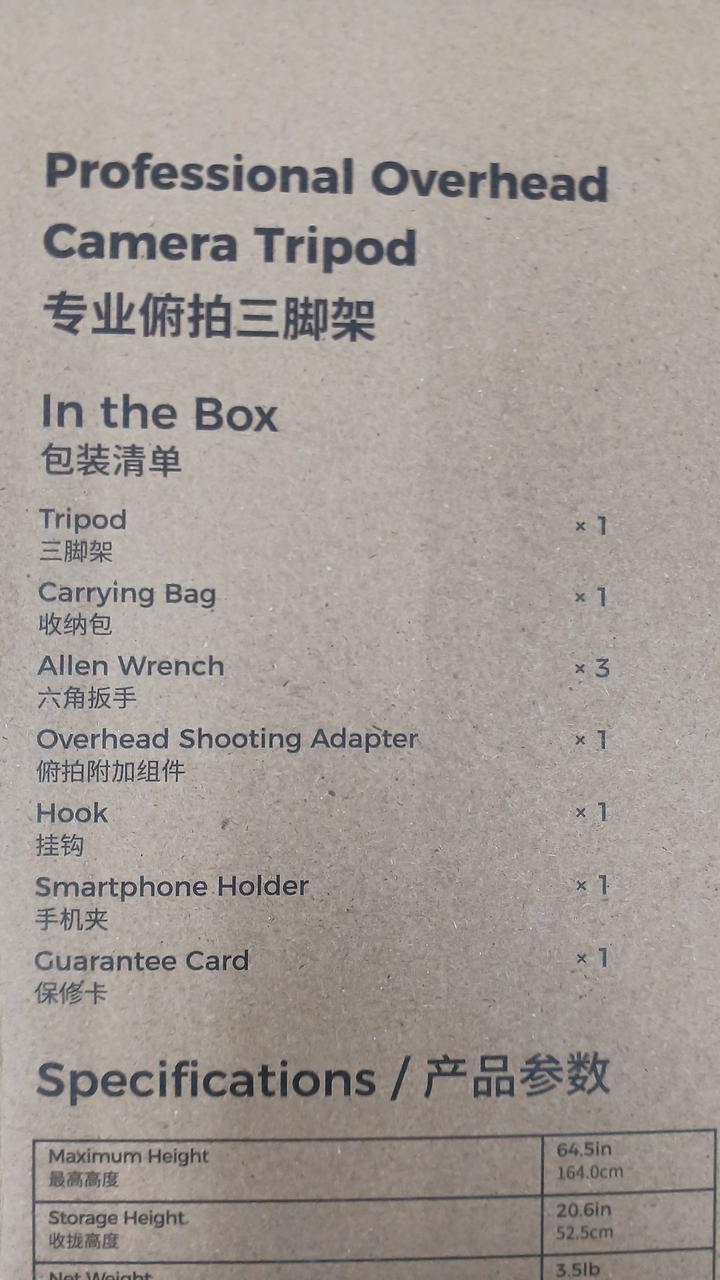 Professional Overhead
Camera Tripod
专业俯拍三脚架
In the Box
包装清单
Tripod × 1
三脚架
Carrying Bag × 1
收纳包
Allen Wrench × 3
六角扳手
Overhead Shooting Adapter × 1
俯拍附加组件
Hook × 1
挂钩
Smartphone Holder × 1
手机夹
Guarantee Card × 1
保修卡
Specifications / 产品参数
Maximum Height 64.5in
最高高度 164.0cm
Storage Height 20.6in
收拢高度 52.5cm
Net Weight 3.5lb